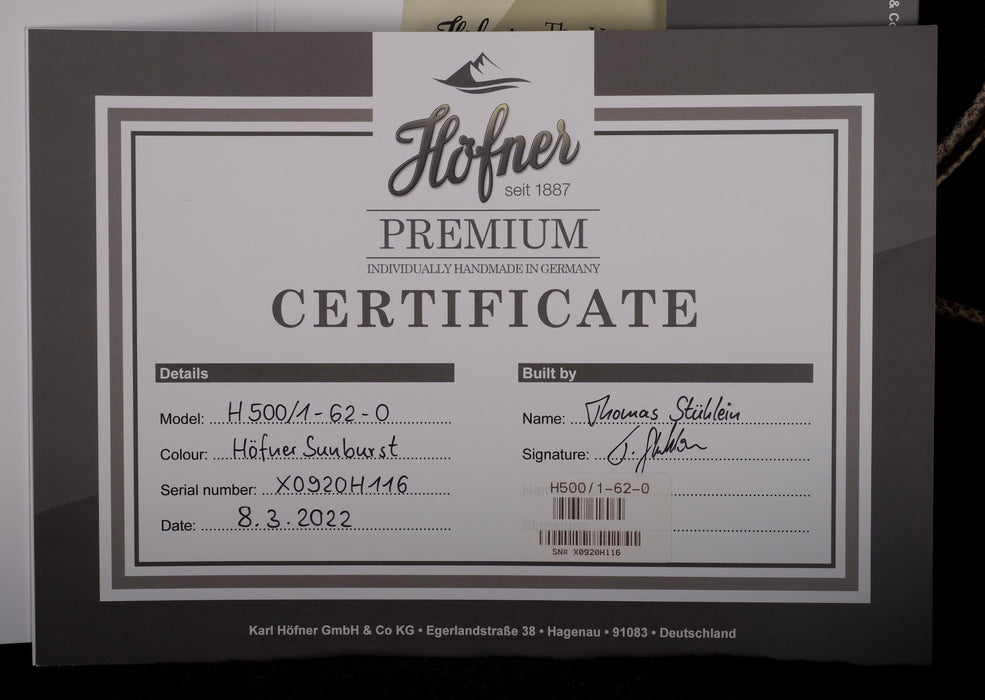 & Co
Höfner
seit 1887
PREMIUM
INDIVIDUALLY HANDMADE IN GERMANY
CERTIFICATE
Details
Model: H500/1-62-0
Colour: Höfner Sunburst
Serial number: X0920H116
Date: 8.3.2022
Built by
Name: Thomas Stühlein
Signature:
H500/1-62-0
SN# X0920H116
Karl Höfner GmbH & Co KG • Egerlandstraße 38 • Hagenau • 91083 • Deutschland